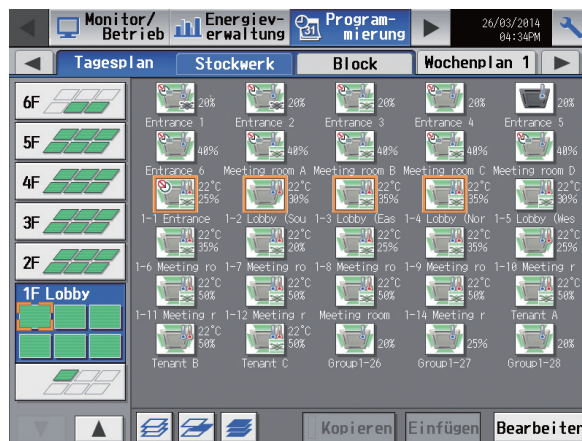 Monitor/ Betrieb
Energiev- erwaltung
Program- mierung
26/03/2014
04:34PM
Tagesplan
Stockwerk
Block
Wochenplan 1
6F
5F
4F
3F
2F
1F Lobby
20% 20% 20% 20% 20%
Entrance 1 Entrance 2 Entrance 3 Entrance 4 Entrance 5
40% 40% 40% 40% 40%
Entrance 6 Meeting room A Meeting room B Meeting room C Meeting room D
22°C 22°C 22°C 22°C 22°C
25% 30% 35% 35% 30%
1-1 Entrance 1-2 Lobby (Sou 1-3 Lobby (Eas 1-4 Lobby (Nor 1-5 Lobby (Wes
22°C 22°C 22°C 22°C 22°C
35% 20% 35% 25% 25%
1-6 Meeting ro 1-7 Meeting ro 1-8 Meeting ro 1-9 Meeting ro 1-10 Meeting r
22°C 22°C 22°C 22°C 22°C
50% 50% 50% 50% 50%
1-11 Meeting r 1-12 Meeting r Meeting room 1-14 Meeting r Tenant A
22°C 22°C
50% 50% 20% 25% 20%
Tenant B Tenant C Group1-26 Group1-27 Group1-28
Kopieren
Einfügen
Bearbeiten